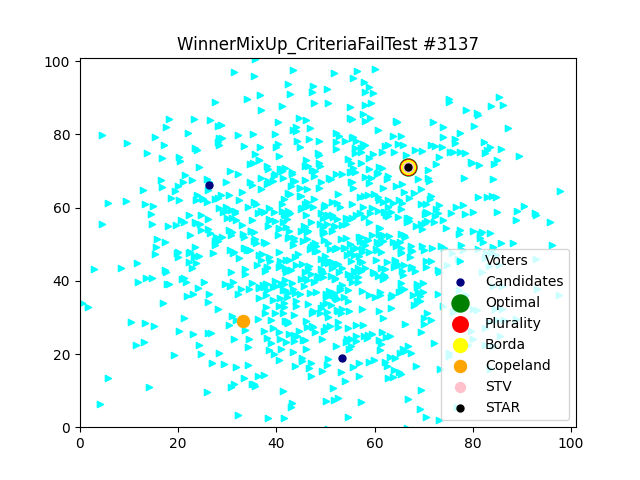 WinnerMixUp_CriteriaFailTest #3137
100
80
60
40
20
0
0 20 40 60 80 100
Voters
Candidates
Optimal
Plurality
Borda
Copeland
STV
STAR